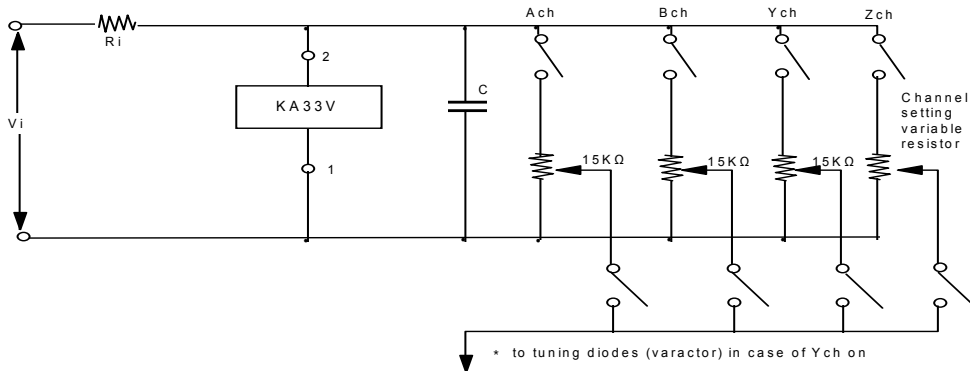 Ach Bch Ych Zch
Ri
2
KA33V
C
Vi
Channel
setting
variable
resistor
15KΩ 15KΩ 15KΩ
1
* to tuning diodes (varactor) in case of Ych on